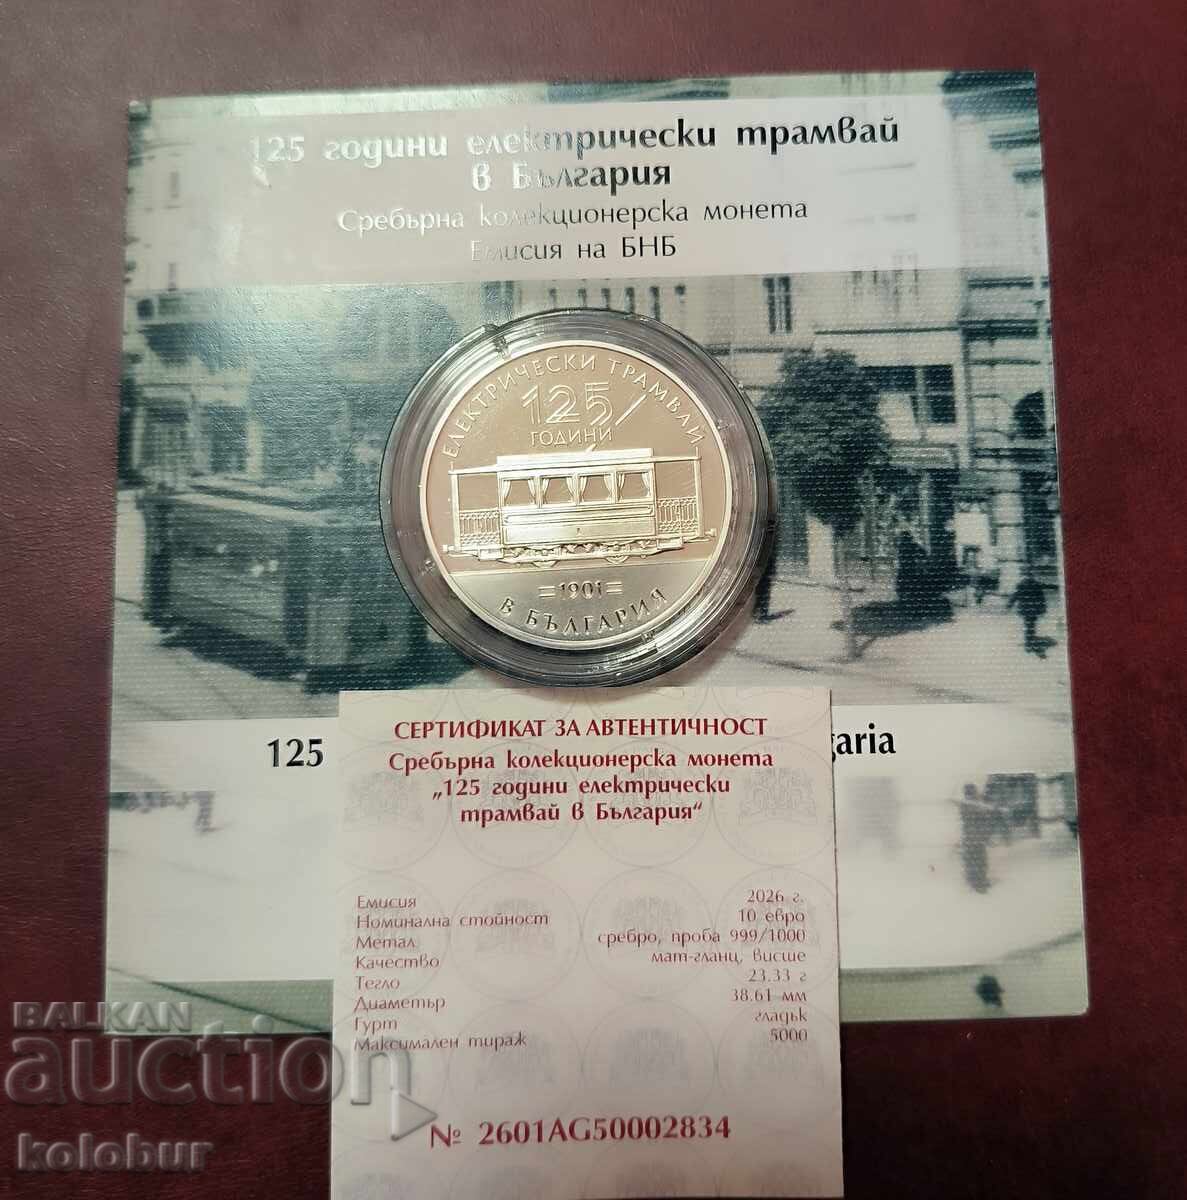 125 години електрически трамвай
в България
Сребърна колекционерска монета
Емисия на БНБ
ЕЛЕКТРИЧЕСКИ ТРАМВАЙ
125
ГОДИНИ
1901
В БЪЛГАРИЯ
125
garia
СЕРТИФИКАТ ЗА АВТЕНТИЧНОСТ
Сребърна колекционерска монета
„125 години електрически
трамвай в България“
Емисия 2026 г.
Номинална стойност 10 евро
Метал сребро, проба 999/1000
Качество мат-гланц, висше
Тегло 23.33 г
Диаметър 38.61 мм
Гурт гладък
Максимален тираж 5000
№ 2601AG50002834
BALKAN
auction
kolobur